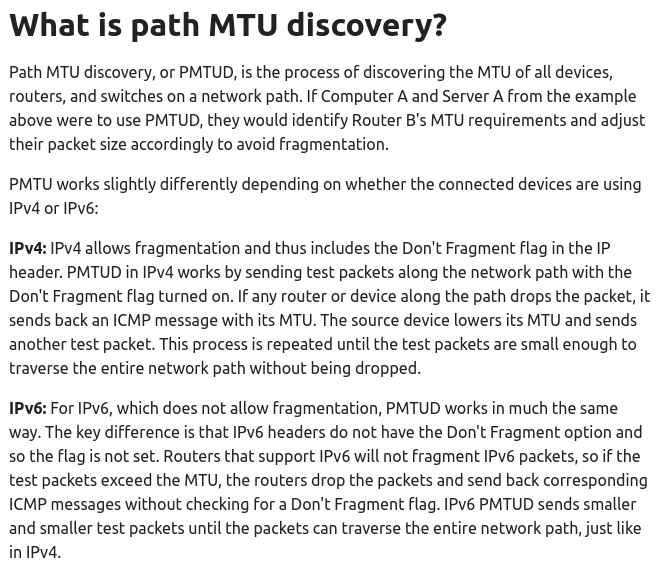 What is path MTU discovery?
Path MTU discovery, or PMTUD, is the process of discovering the MTU of all devices,
routers, and switches on a network path. If Computer A and Server A from the example
above were to use PMTUD, they would identify Router B's MTU requirements and adjust
their packet size accordingly to avoid fragmentation.
PMTU works slightly differently depending on whether the connected devices are using
IPv4 or IPv6:
IPv4: IPv4 allows fragmentation and thus includes the Don't Fragment flag in the IP
header. PMTUD in IPv4 works by sending test packets along the network path with the
Don't Fragment flag turned on. If any router or device along the path drops the packet, it
sends back an ICMP message with its MTU. The source device lowers its MTU and sends
another test packet. This process is repeated until the test packets are small enough to
traverse the entire network path without being dropped.
IPv6: For IPv6, which does not allow fragmentation, PMTUD works in much the same
way. The key difference is that IPv6 headers do not have the Don't Fragment option and
so the flag is not set. Routers that support IPv6 will not fragment IPv6 packets, so if the
test packets exceed the MTU, the routers drop the packets and send back corresponding
ICMP messages without checking for a Don't Fragment flag. IPv6 PMTUD sends smaller
and smaller test packets until the packets can traverse the entire network path, just like
in IPv4.